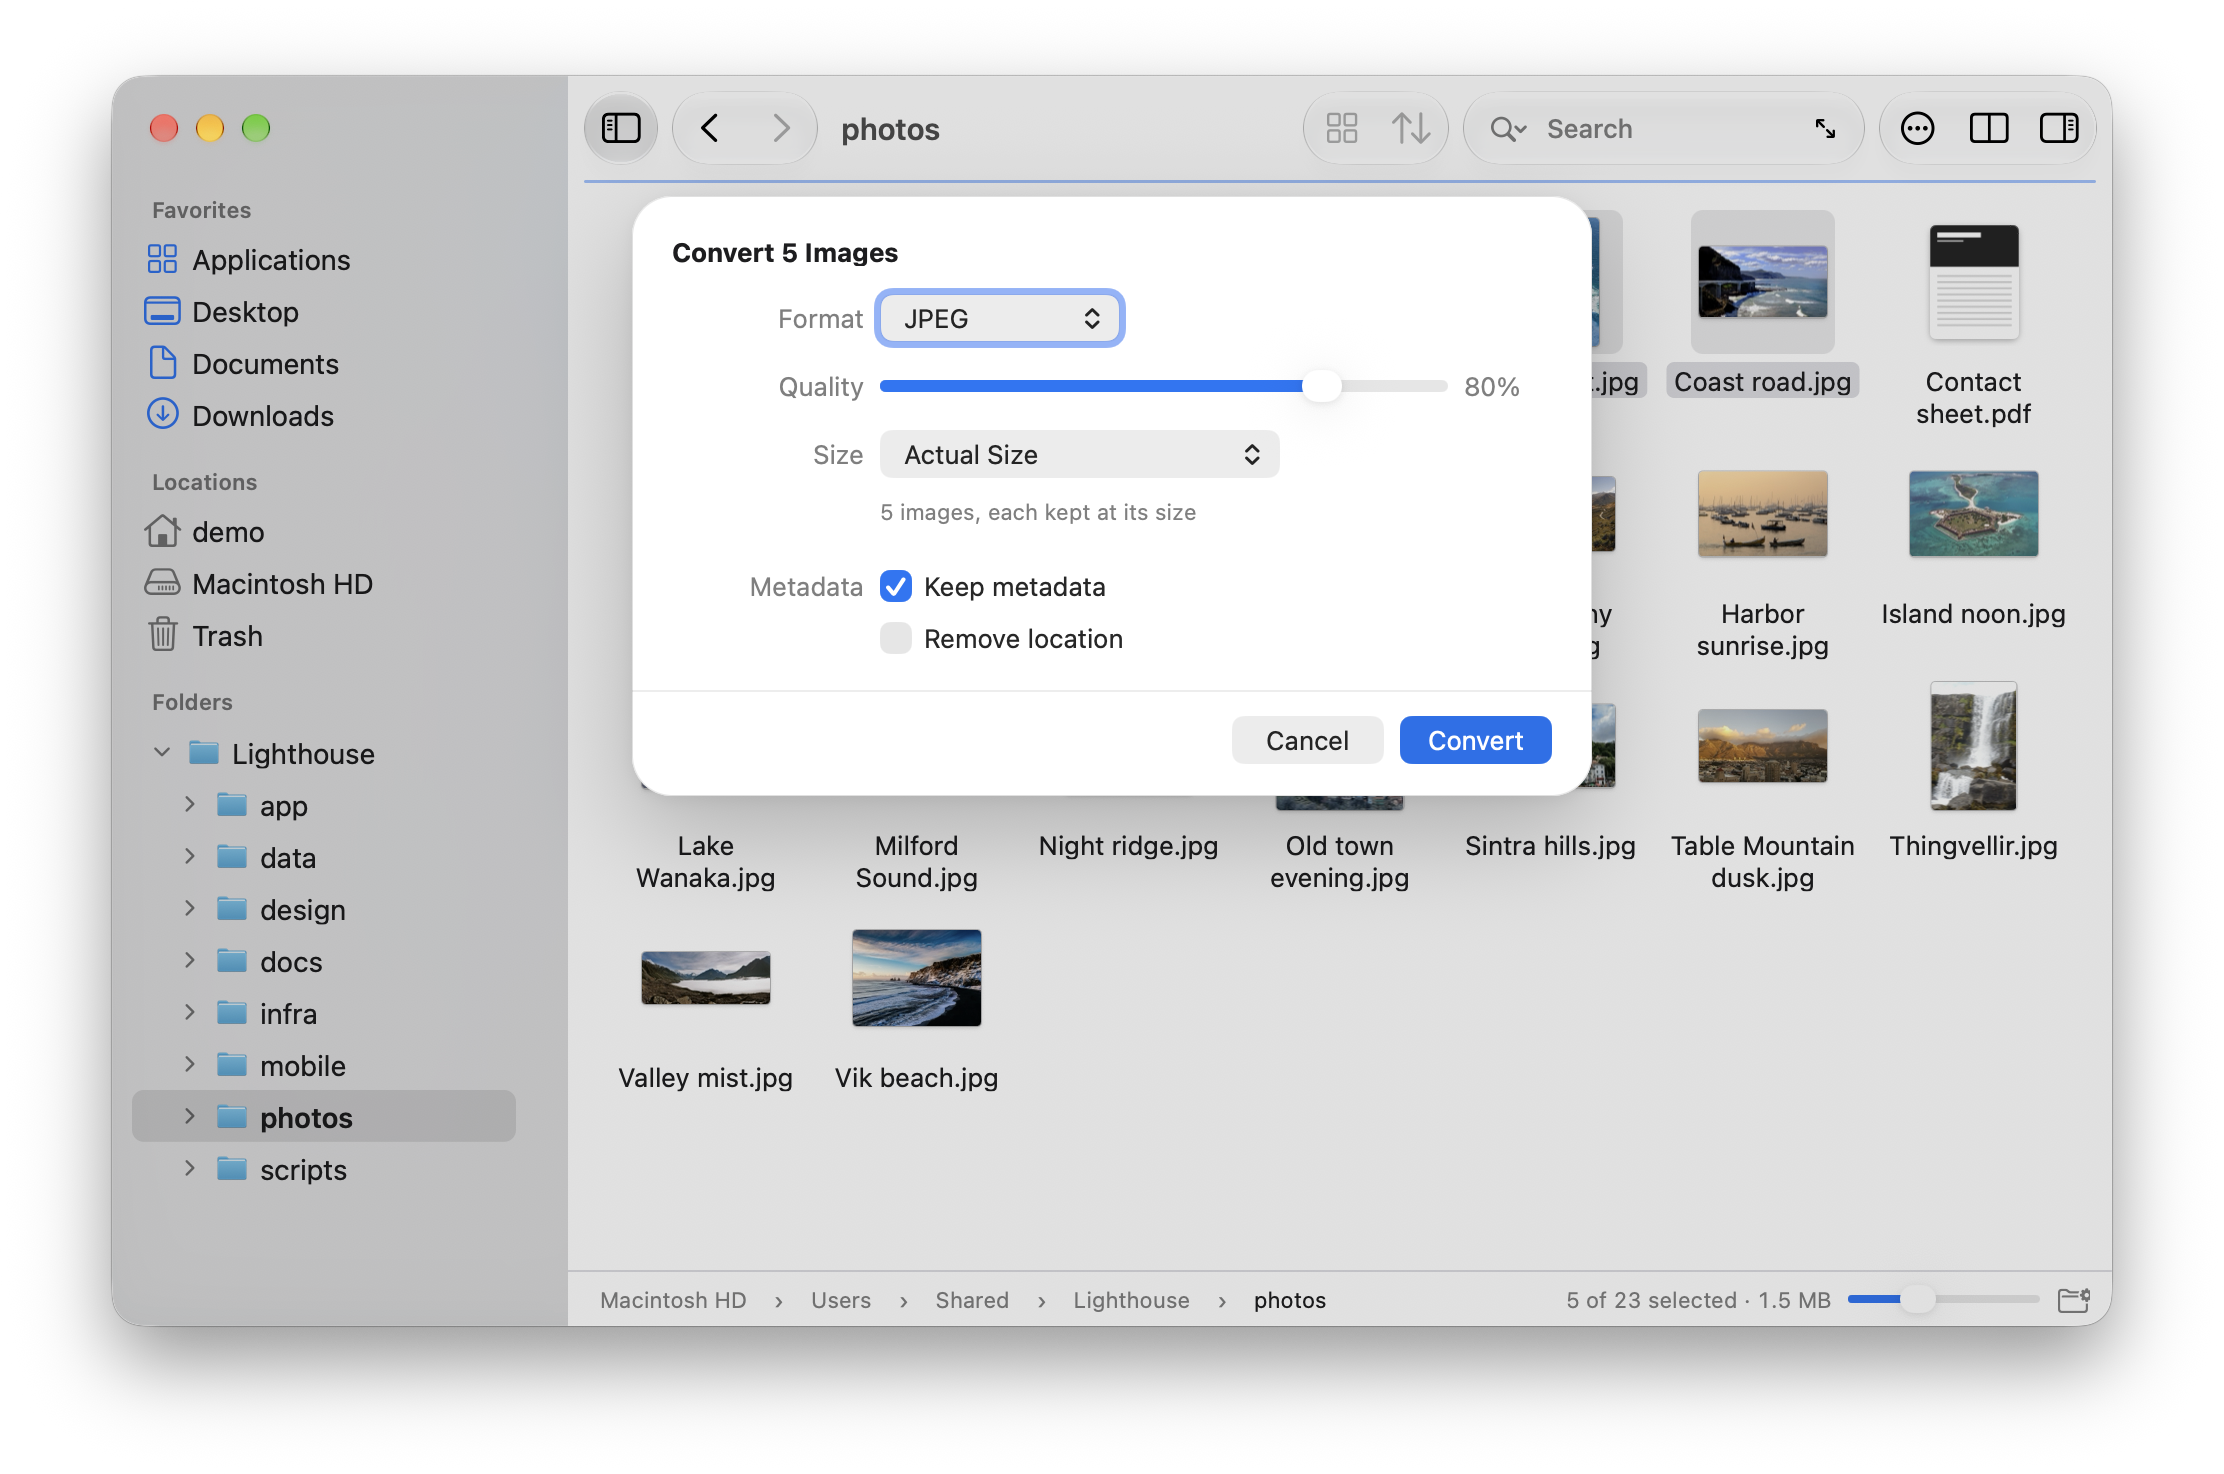 photos
Search
Favorites
Applications
Desktop
Documents
Downloads
Locations
demo
Macintosh HD
Trash
Folders
Lighthouse
app
data
design
docs
infra
mobile
photos
scripts
Convert 5 Images
Format
JPEG
Quality
80%
Size
Actual Size
5 images, each kept at its size
Metadata
Keep metadata
Remove location
Cancel
Convert
.jpg
Coast road.jpg
Contact
sheet.pdf
Harbor
sunrise.jpg
Island noon.jpg
Lake
Wanaka.jpg
Milford
Sound.jpg
Night ridge.jpg
Old town
evening.jpg
Sintra hills.jpg
Table Mountain
dusk.jpg
Thingvellir.jpg
Valley mist.jpg
Vik beach.jpg
Macintosh HD › Users › Shared › Lighthouse › photos
5 of 23 selected · 1.5 MB